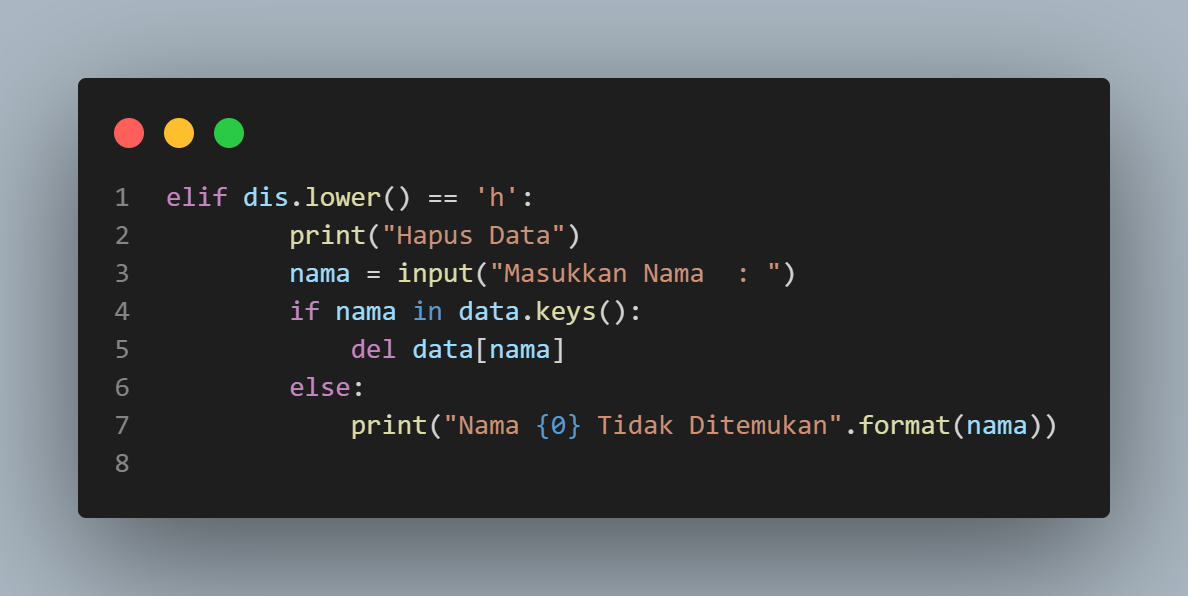 1 elif dis.lower() == 'h':
2         print("Hapus Data")
3         nama = input("Masukkan Nama  : ")
4         if nama in data.keys():
5             del data[nama]
6         else:
7             print("Nama {0} Tidak Ditemukan".format(nama))
8